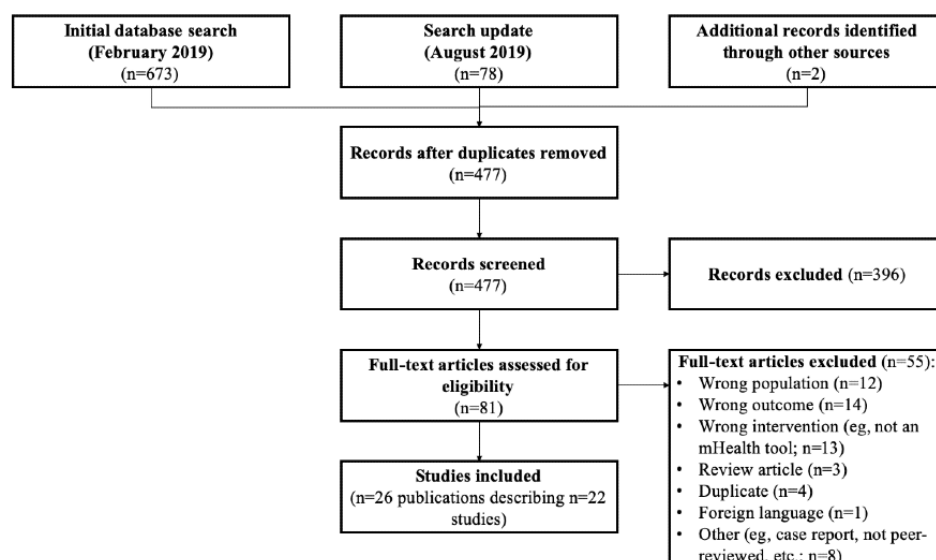 Initial database search
(February 2019)
(n=673)
Search update
(August 2019)
(n=78)
Additional records identified
through other sources
(n=2)
Records after duplicates removed
(n=477)
Records screened
(n=477)
Records excluded (n=396)
Full-text articles assessed for
eligibility
(n=81)
Full-text articles excluded (n=55):
• Wrong population (n=12)
• Wrong outcome (n=14)
• Wrong intervention (eg, not an
mHealth tool; n=13)
• Review article (n=3)
• Duplicate (n=4)
• Foreign language (n=1)
• Other (eg, case report, not peer-
reviewed, etc.; n=8)
Studies included
(n=26 publications describing n=22
studies)